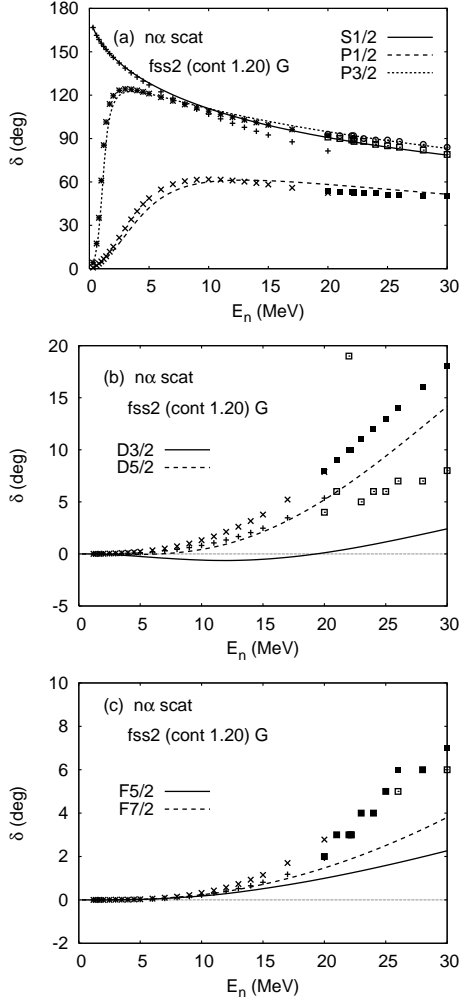 (a) nα scat
fss2 (cont 1.20) G
S1/2
P1/2
P3/2
δ (deg)
180
150
120
90
60
30
0
0 5 10 15 20 25 30
E_n (MeV)
(b) nα scat
fss2 (cont 1.20) G
D3/2
D5/2
δ (deg)
20
15
10
5
0
-5
0 5 10 15 20 25 30
E_n (MeV)
(c) nα scat
fss2 (cont 1.20) G
F5/2
F7/2
δ (deg)
10
8
6
4
2
0
-2
0 5 10 15 20 25 30
E_n (MeV)